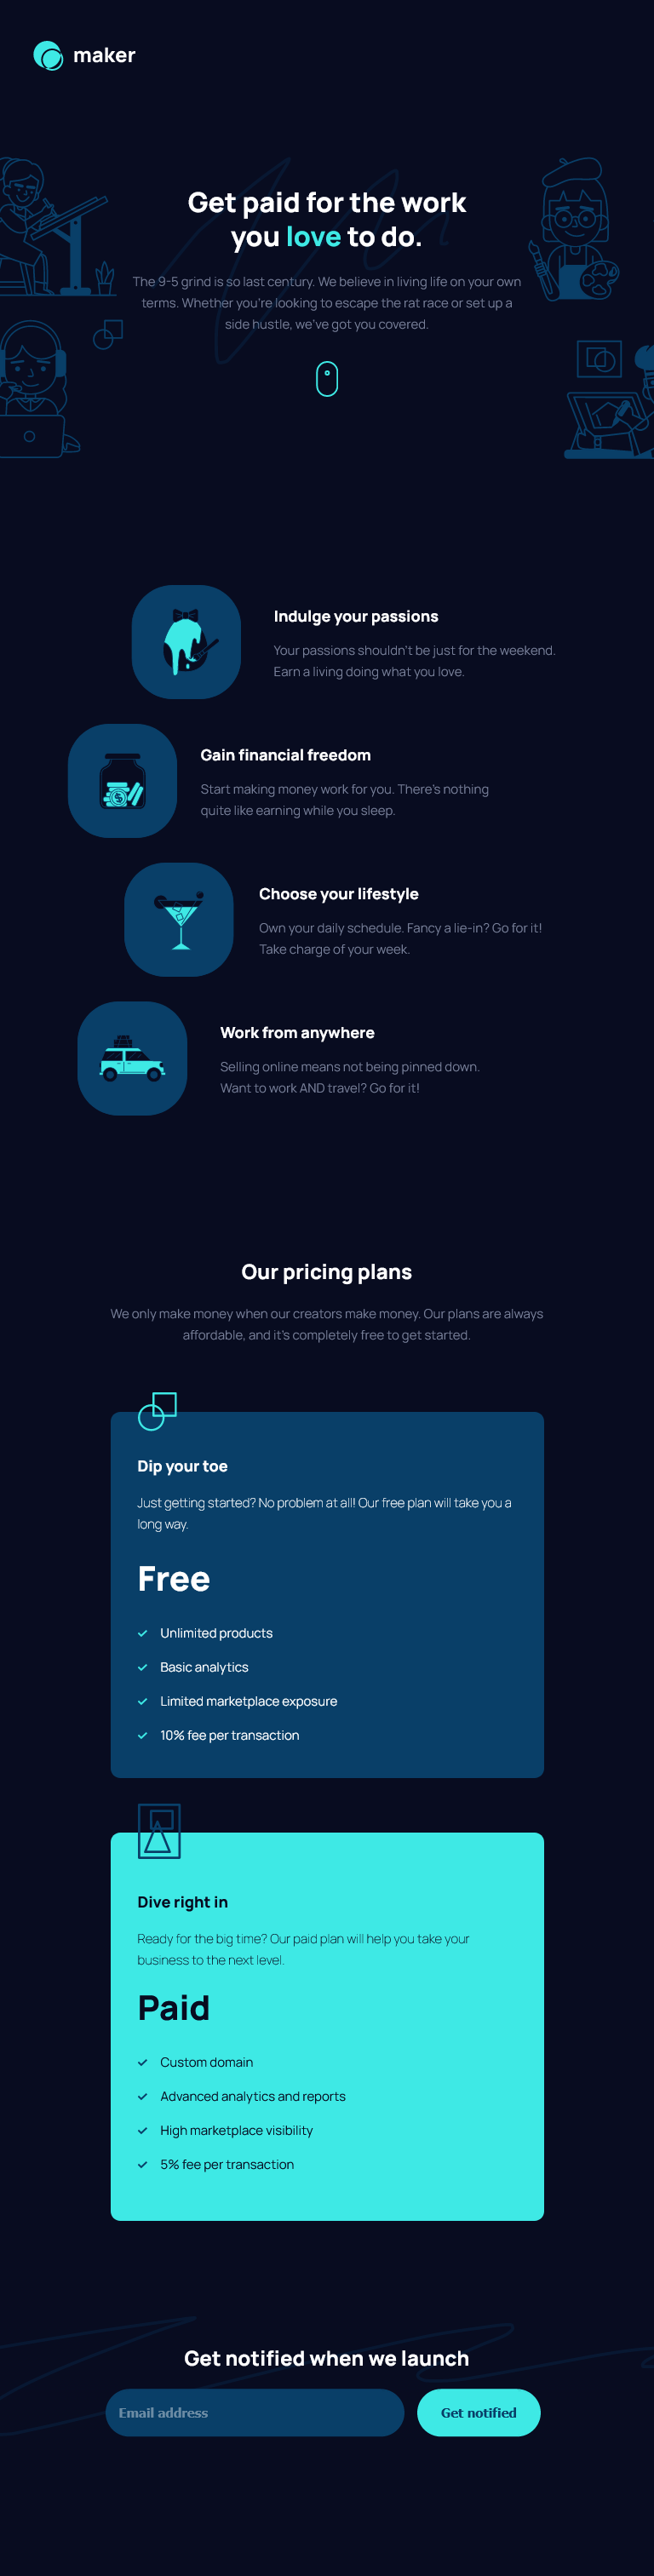 maker
Get paid for the work
you love to do.
The 9-5 grind is so last century. We believe in living life on your own
terms. Whether you’re looking to escape the rat race or set up a
side hustle, we’ve got you covered.
Indulge your passions
Your passions shouldn't be just for the weekend.
Earn a living doing what you love.
Gain financial freedom
Start making money work for you. There’s nothing
quite like earning while you sleep.
Choose your lifestyle
Own your daily schedule. Fancy a lie-in? Go for it!
Take charge of your week.
Work from anywhere
Selling online means not being pinned down.
Want to work AND travel? Go for it!
Our pricing plans
We only make money when our creators make money. Our plans are always
affordable, and it’s completely free to get started.
Dip your toe
Just getting started? No problem at all! Our free plan will take you a
long way.
Free
Unlimited products
Basic analytics
Limited marketplace exposure
10% fee per transaction
Dive right in
Ready for the big time? Our paid plan will help you take your
business to the next level.
Paid
Custom domain
Advanced analytics and reports
High marketplace visibility
5% fee per transaction
Get notified when we launch
Email address
Get notified